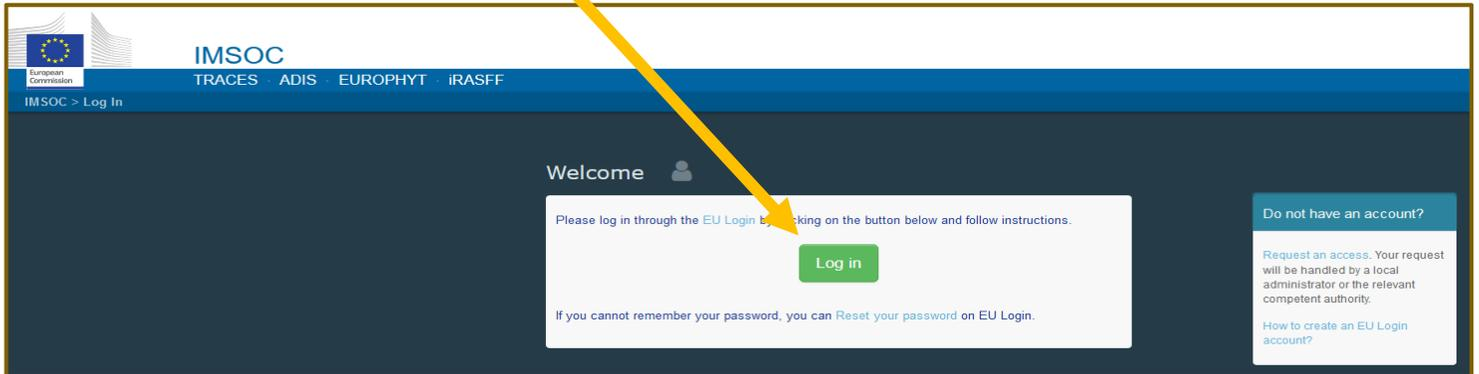 IMSOC
European
Commission
TRACES · ADIS · EUROPHYT · iRASFF
IMSOC > Log In
Welcome
Please log in through the EU Login king on the button below and follow instructions.
Log in
If you cannot remember your password, you can Reset your password on EU Login.
Do not have an account?
Request an access. Your request
will be handled by a local
administrator or the relevant
competent authority.
How to create an EU Login
account?